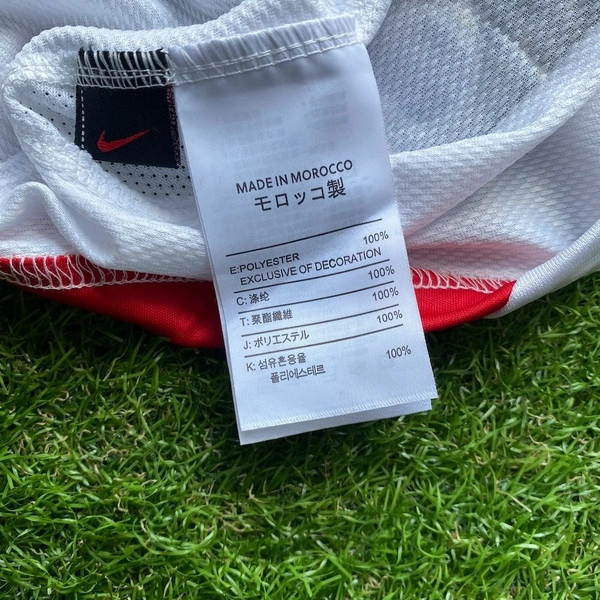 MADE IN MOROCCO
モロッコ製
E:POLYESTER 100%
EXCLUSIVE OF DECORATION
C: 涤纶 100%
T: 聚酯纖維 100%
J: ポリエステル 100%
K: 섬유혼용율
폴리에스테르 100%